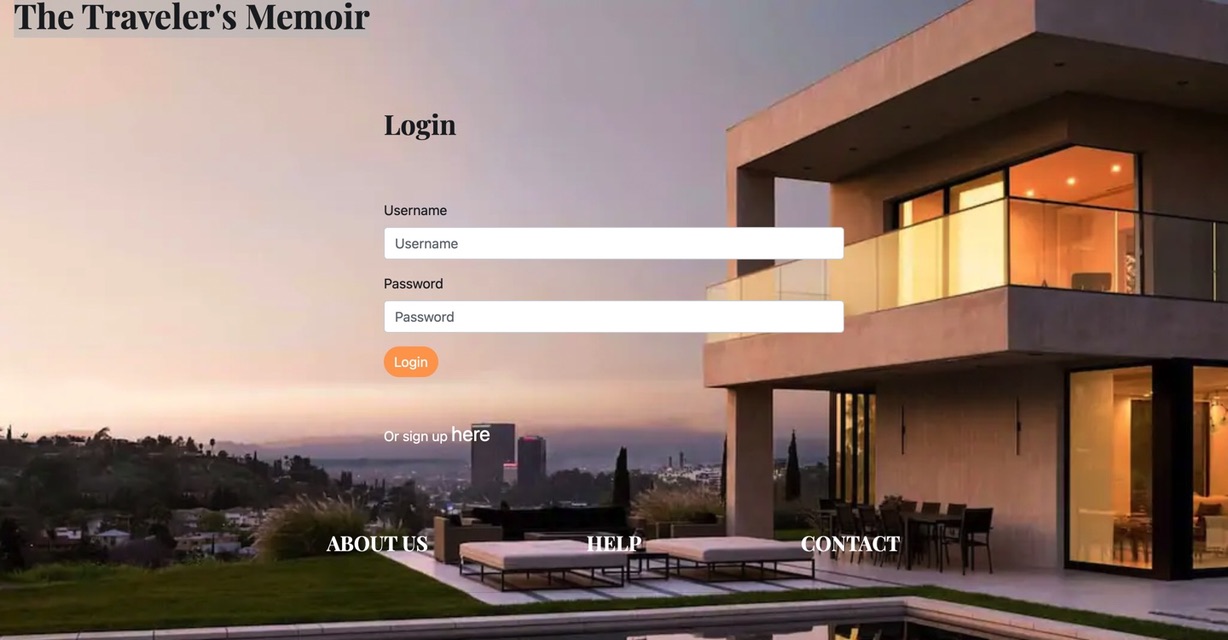 The Traveler's Memoir
Login
Username
Username
Password
Password
Login
Or sign up here
ABOUT US HELP CONTACT